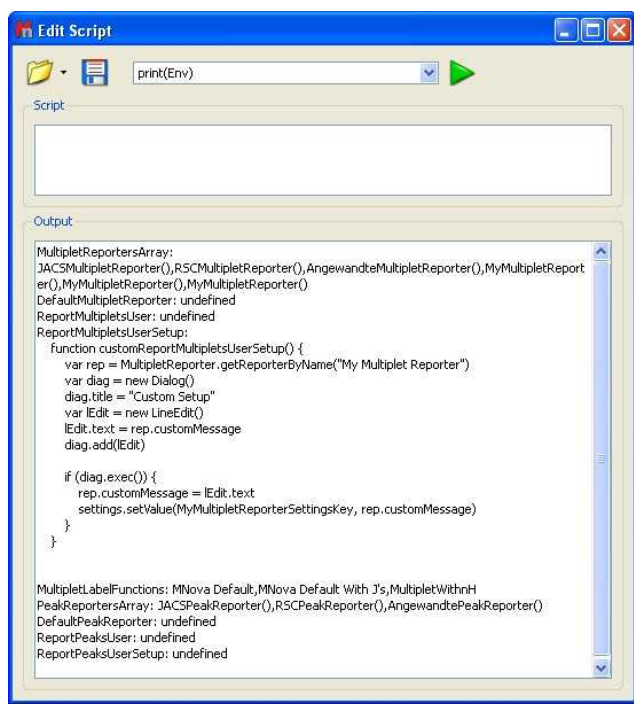 Edit Script
print(Env)
Script
Output
MultipletReportersArray:
JACSMultipletReporter(),RSCMultipletReporter(),AngewandteMultipletReporter(),MyMultipletReport
er(),MyMultipletReporter(),MyMultipletReporter()
DefaultMultipletReporter: undefined
ReportMultipletsUser: undefined
ReportMultipletsUserSetup:
function customReportMultipletsUserSetup() {
var rep = MultipletReporter.getReporterByName("My Multiplet Reporter")
var diag = new Dialog()
diag.title = "Custom Setup"
var lEdit = new LineEdit()
lEdit.text = rep.customMessage
diag.add(lEdit)
if (diag.exec()) {
rep.customMessage = lEdit.text
settings.setValue(MyMultipletReporterSettingsKey, rep.customMessage)
}
}
MultipletLabelFunctions: MNova Default,MNova Default With J's,MultipletWithnH
PeakReportersArray: JACSPeakReporter(),RSCPeakReporter(),AngewandtePeakReporter()
DefaultPeakReporter: undefined
ReportPeaksUser: undefined
ReportPeaksUserSetup: undefined